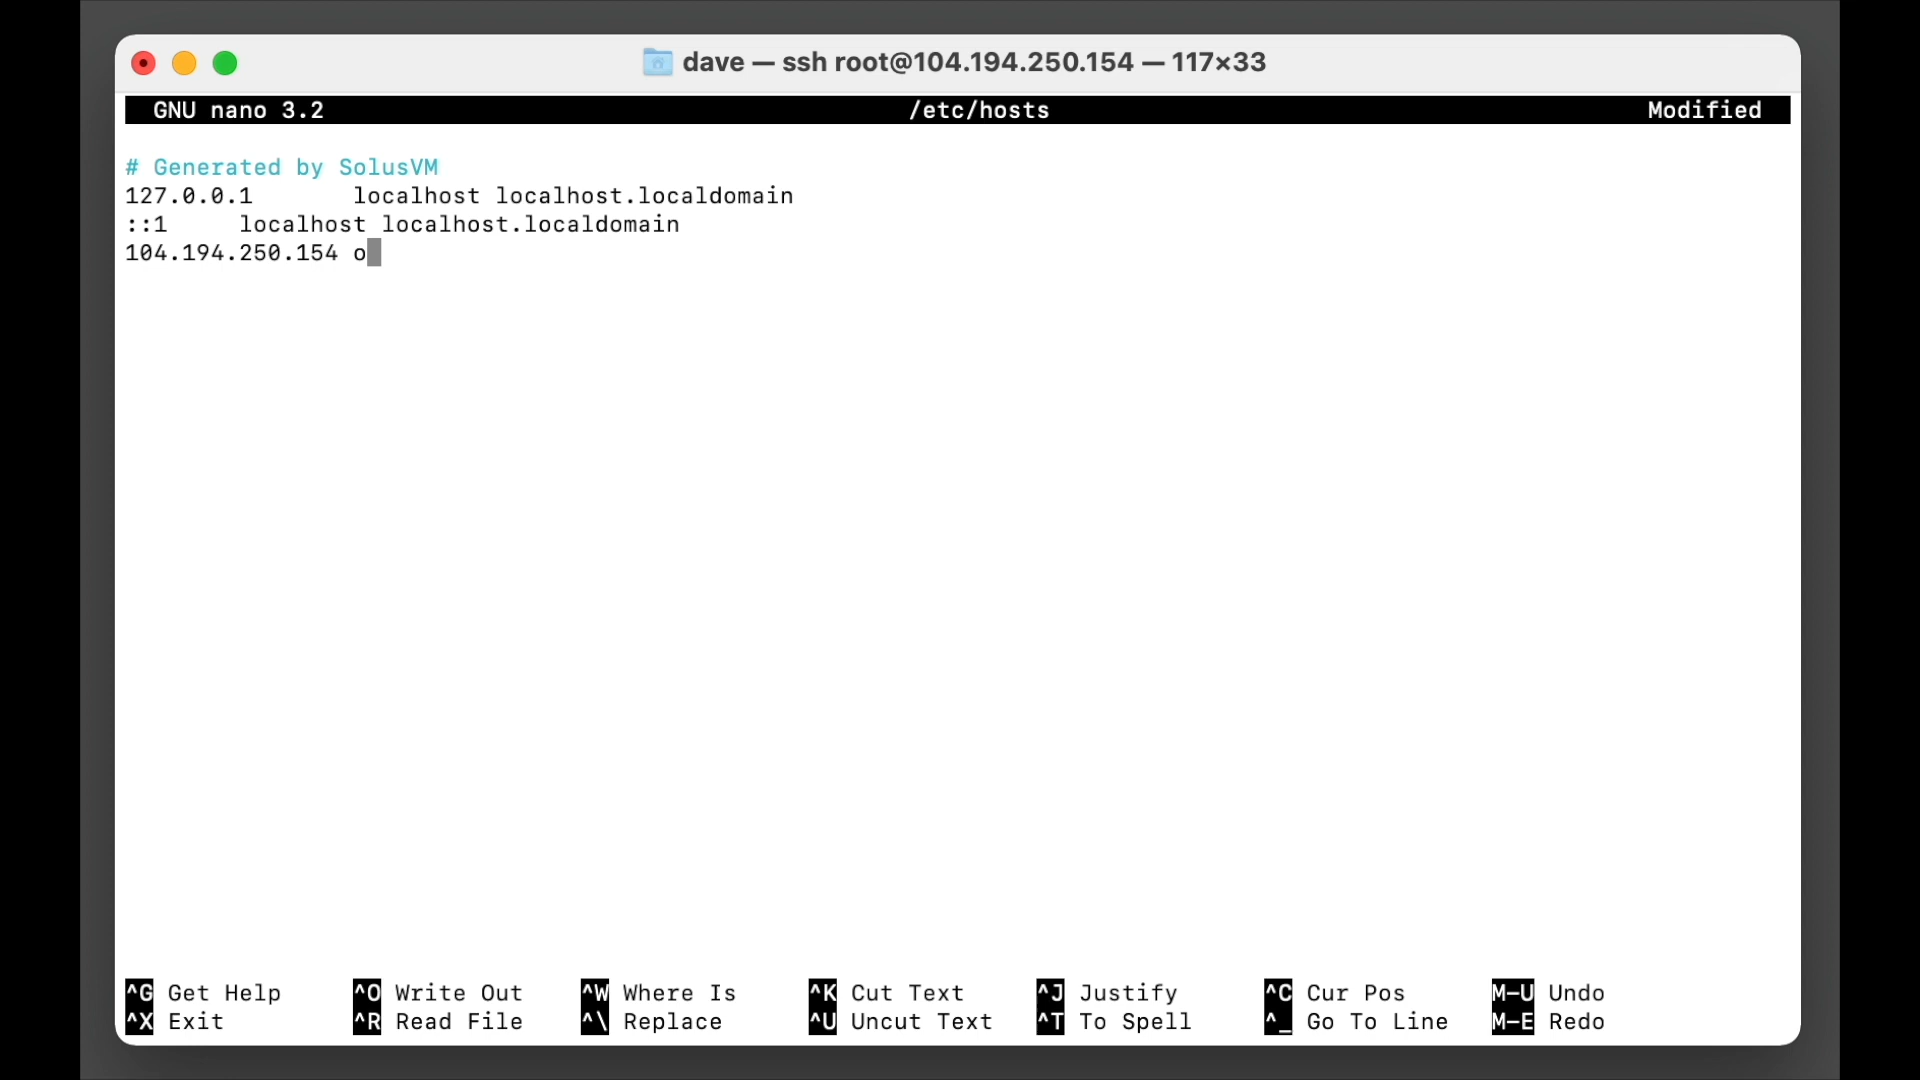 dave — ssh root@104.194.250.154 — 117×33
GNU nano 3.2 /etc/hosts Modified
# Generated by SolusVM
127.0.0.1 localhost localhost.localdomain
::1 localhost localhost.localdomain
104.194.250.154 o
^G Get Help ^O Write Out ^W Where Is ^K Cut Text ^J Justify ^C Cur Pos M-U Undo
^X Exit ^R Read File ^\ Replace ^U Uncut Text ^T To Spell ^_ Go To Line M-E Redo